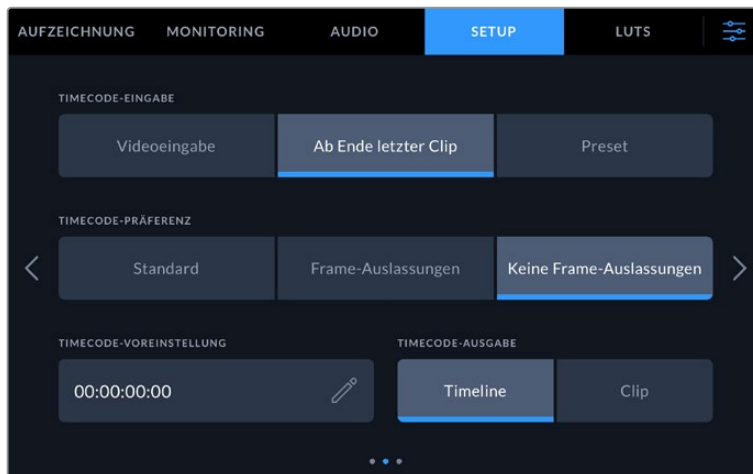 AUFZEICHNUNG MONITORING AUDIO SETUP LUTS
TIMECODE-EINGABE
Videoeingabe Ab Ende letzter Clip Preset
TIMECODE-PRÄFERENZ
Standard Frame-Auslassungen Keine Frame-Auslassungen
TIMECODE-VOREINSTELLUNG TIMECODE-AUSGABE
00:00:00:00 Timeline Clip